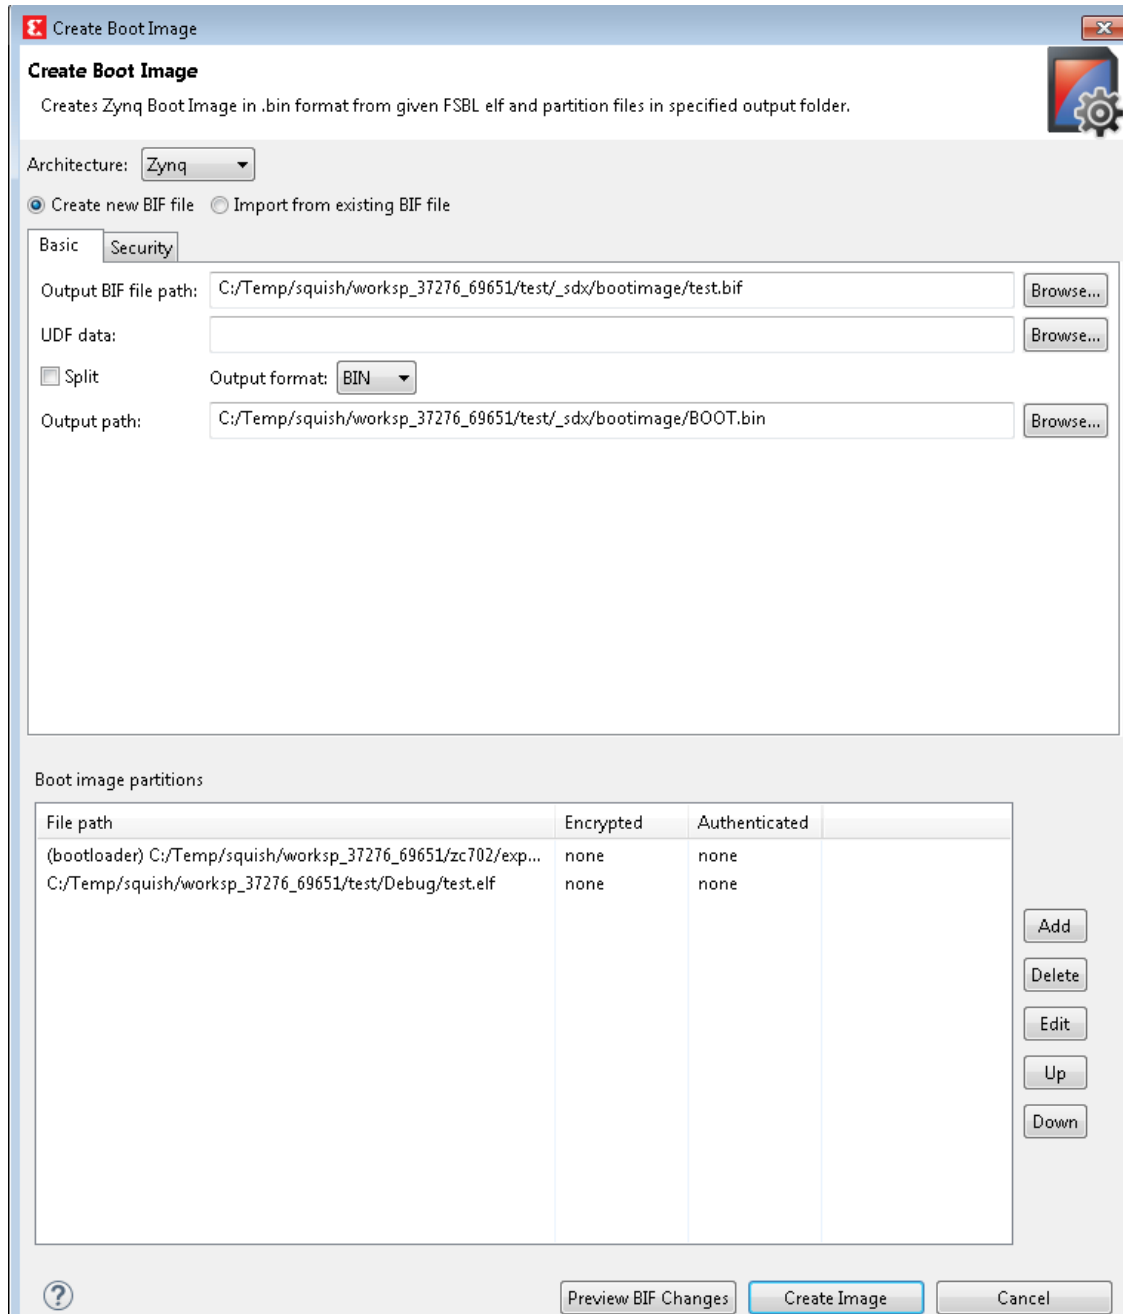 Create Boot Image
Create Boot Image
Creates Zynq Boot Image in .bin format from given FSBL elf and partition files in specified output folder.
Architecture: Zynq
Create new BIF file Import from existing BIF file
Basic Security
Output BIF file path: C:/Temp/squish/worksp_37276_69651/test/_sdx/bootimage/test.bif Browse...
UDF data: Browse...
Split Output format: BIN
Output path: C:/Temp/squish/worksp_37276_69651/test/_sdx/bootimage/BOOT.bin Browse...
Boot image partitions
File path Encrypted Authenticated
(bootloader) C:/Temp/squish/worksp_37276_69651/zc702/exp... none none
C:/Temp/squish/worksp_37276_69651/test/Debug/test.elf none none
Add
Delete
Edit
Up
Down
? Preview BIF Changes Create Image Cancel